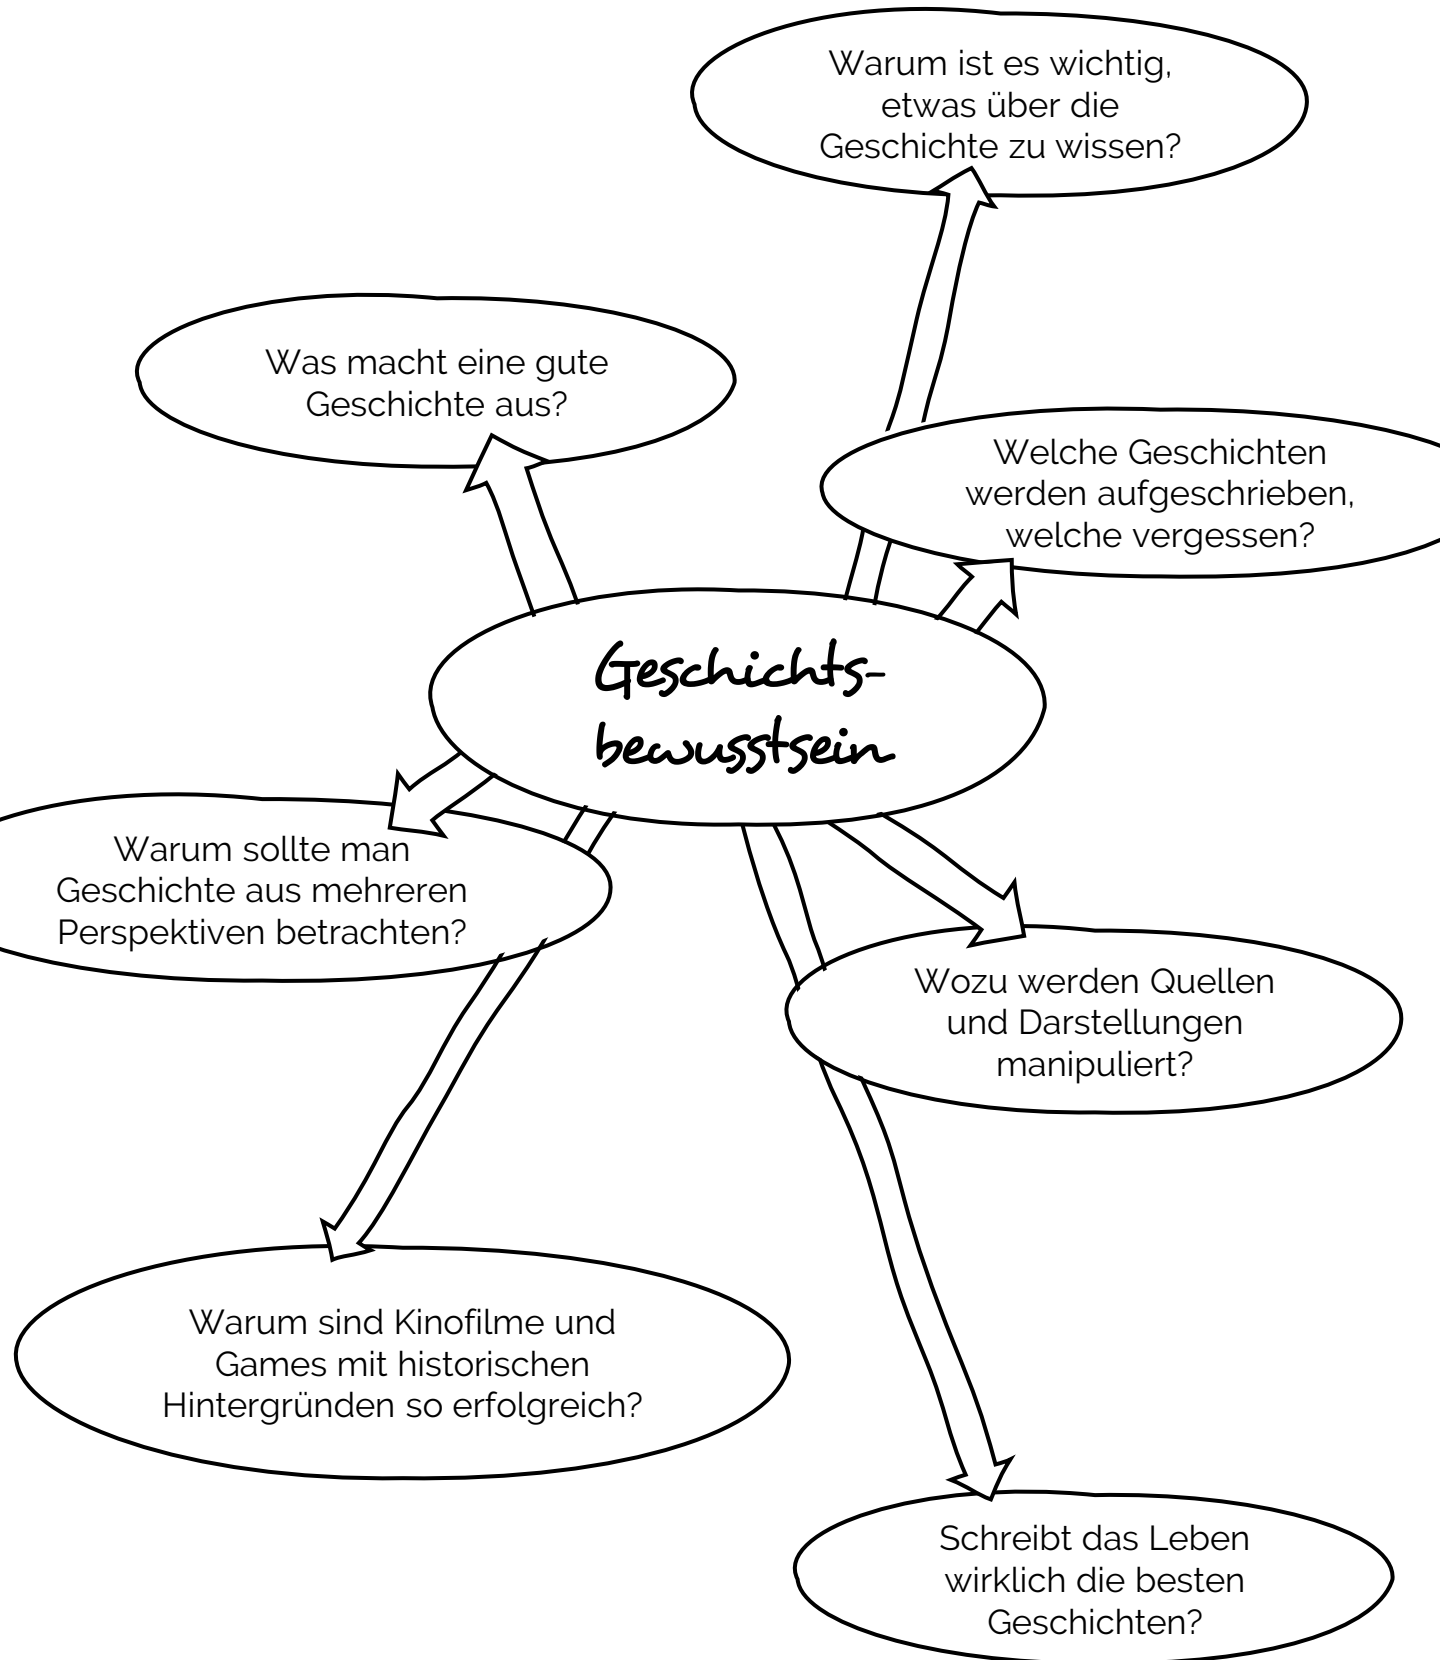 Warum ist es wichtig,
etwas über die
Geschichte zu wissen?
Was macht eine gute
Geschichte aus?
Welche Geschichten
werden aufgeschrieben,
welche vergessen?
Geschichts-
bewusstsein
Warum sollte man
Geschichte aus mehreren
Perspektiven betrachten?
Wozu werden Quellen
und Darstellungen
manipuliert?
Warum sind Kinofilme und
Games mit historischen
Hintergründen so erfolgreich?
Schreibt das Leben
wirklich die besten
Geschichten?